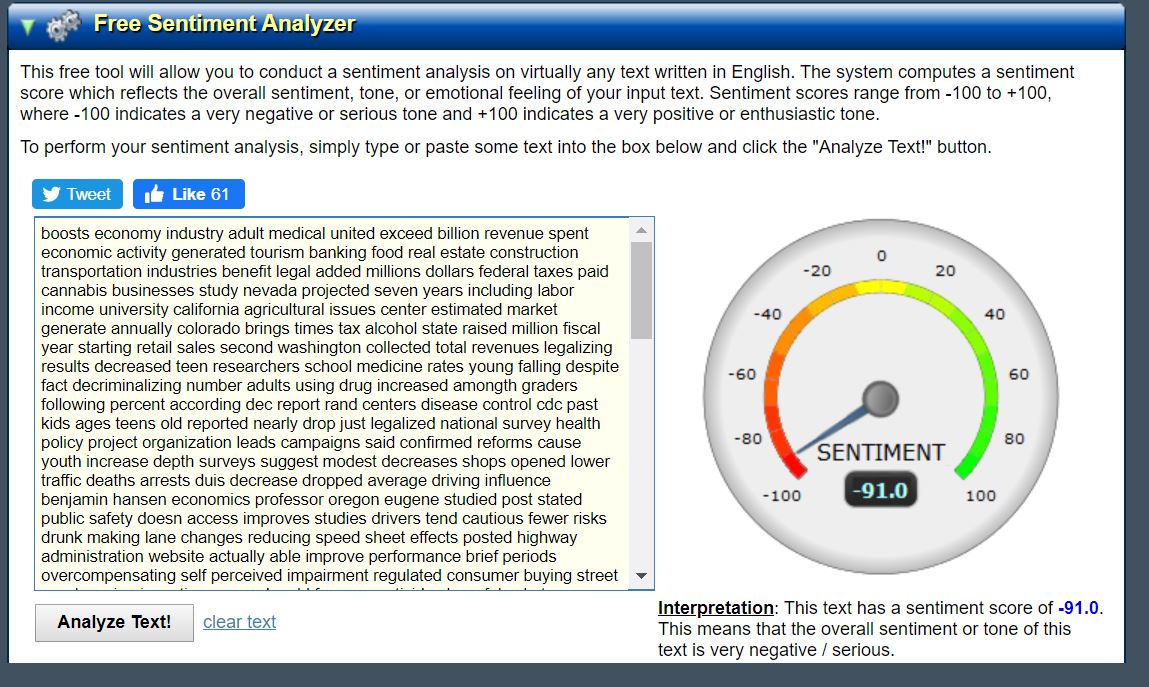 Free Sentiment Analyzer
This free tool will allow you to conduct a sentiment analysis on virtually any text written in English. The system computes a sentiment
score which reflects the overall sentiment, tone, or emotional feeling of your input text. Sentiment scores range from -100 to +100,
where -100 indicates a very negative or serious tone and +100 indicates a very positive or enthusiastic tone.
To perform your sentiment analysis, simply type or paste some text into the box below and click the "Analyze Text!" button.
Tweet
Like 61
boosts economy industry adult medical united exceed billion revenue spent
economic activity generated tourism banking food real estate construction
transportation industries benefit legal added millions dollars federal taxes paid
cannabis businesses study nevada projected seven years including labor
income university california agricultural issues center estimated market
generate annually colorado brings times tax alcohol state raised million fiscal
year starting retail sales second washington collected total revenues legalizing
results decreased teen researchers school medicine rates young falling despite
fact decriminalizing number adults using drug increased amongth graders
following percent according dec report rand centers disease control cdc past
kids ages teens old reported nearly drop just legalized national survey health
policy project organization leads campaigns said confirmed reforms cause
youth increase depth surveys suggest modest decreases shops opened lower
traffic deaths arrests duis decrease dropped average driving influence
benjamin hansen economics professor oregon eugene studied post stated
public safety doesn access improves studies drivers tend cautious fewer risks
drunk making lane changes reducing speed sheet effects posted highway
administration website actually able improve performance brief periods
overcompensating self perceived impairment regulated consumer buying street
0
-20
20
-40
40
-60
60
-80
80
-100
100
SENTIMENT
-91.0
Analyze Text!
clear text
Interpretation: This text has a sentiment score of -91.0.
This means that the overall sentiment or tone of this
text is very negative / serious.